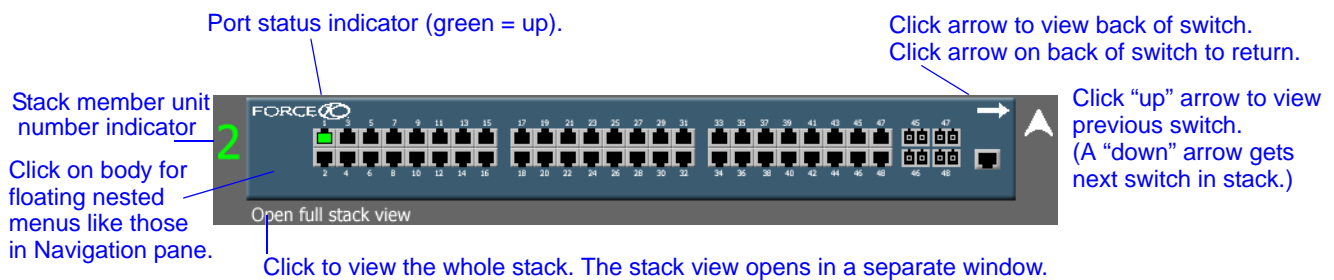 Port status indicator (green = up).
Click arrow to view back of switch.
Click arrow on back of switch to return.
Stack member unit
number indicator
2
FORCE10
1 3 5 7 9 11 13 15 17 19 21 23 25 27 29 31 33 35 37 39 41 43 45 47 45 47
2 4 6 8 10 12 14 16 18 20 22 24 26 28 30 32 34 36 38 40 42 44 46 48 46 48
Click “up” arrow to view
previous switch.
(A “down” arrow gets
next switch in stack.)
Click on body for
floating nested
menus like those
in Navigation pane.
Open full stack view
Click to view the whole stack. The stack view opens in a separate window.